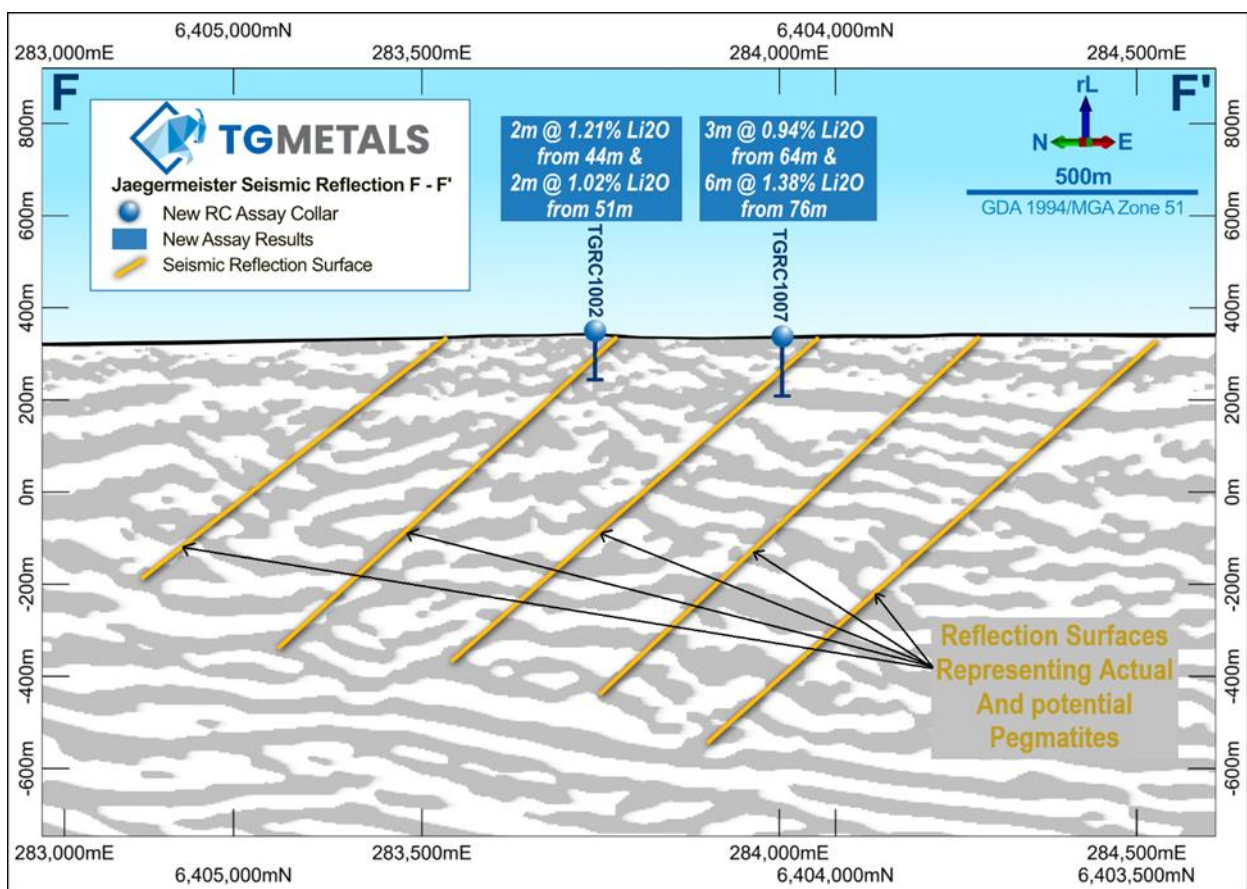 6,405,000mN
6,404,000mN
283,000mE
283,500mE
284,000mE
284,500mE
F
F'
TGMETALS
Jaegermeister Seismic Reflection F - F'
New RC Assay Collar
New Assay Results
Seismic Reflection Surface
2m @ 1.21% Li2O
from 44m &
2m @ 1.02% Li2O
from 51m
3m @ 0.94% Li2O
from 64m &
6m @ 1.38% Li2O
from 76m
rL
N
E
500m
GDA 1994/MGA Zone 51
TGRC1002
TGRC1007
800m
600m
400m
200m
0m
-200m
-400m
-600m
800m
600m
400m
200m
0m
-200m
-400m
-600m
Reflection Surfaces
Representing Actual
And potential
Pegmatites
283,000mE
283,500mE
284,000mE
284,500mE
6,405,000mN
6,404,000mN
6,403,500mN